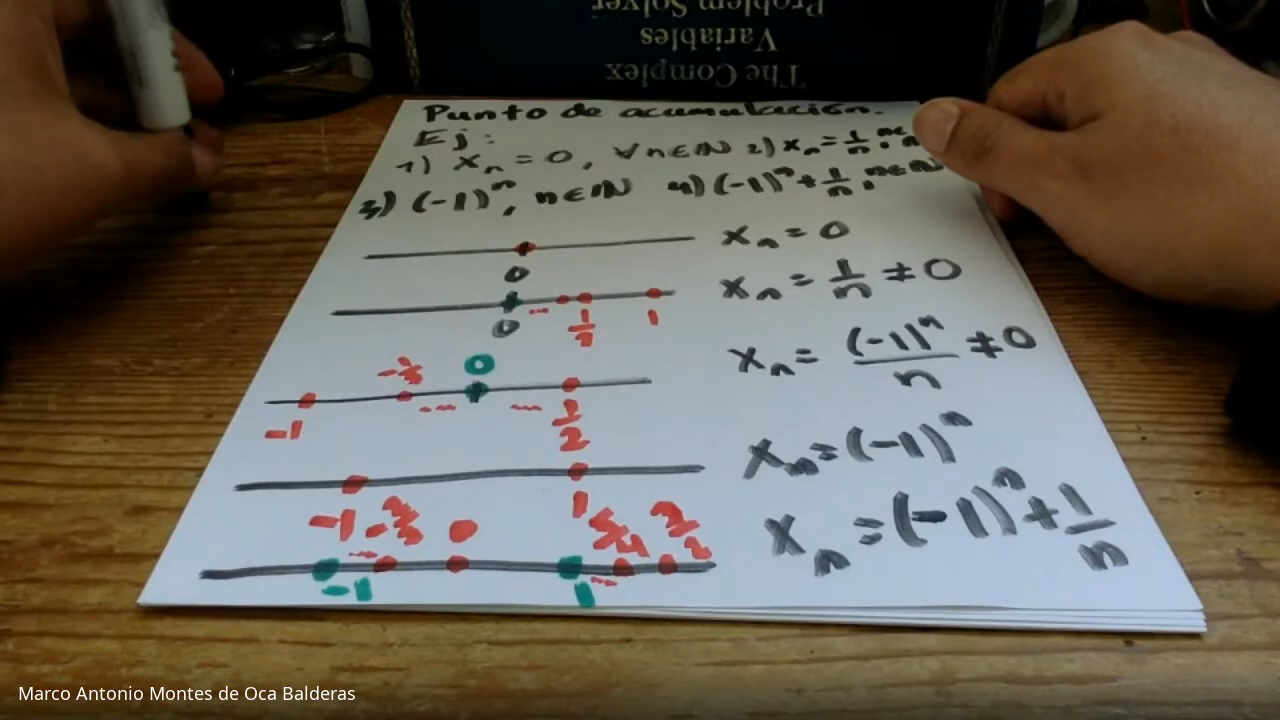 Problem Solver
Variables
The Complex
Punto de acumulación.
Ej:
1) xₙ = 0, ∀n∈ℕ 2) xₙ = 1/n, n∈
3) (-1)ⁿ, n∈ℕ 4) (-1)ⁿ + 1/n, n∈ℕ
xₙ = 0
0
xₙ = 1/n ≠ 0
0 ... 1/2 1
xₙ = (-1)ⁿ/n ≠ 0
-1 -1/3 ... 0 ... 1/2
xₙ = (-1)ⁿ
-1 1
xₙ = (-1)ⁿ + 1/n
-1 ... -2/3 0 1 ... 5/4 3/2
Marco Antonio Montes de Oca Balderas